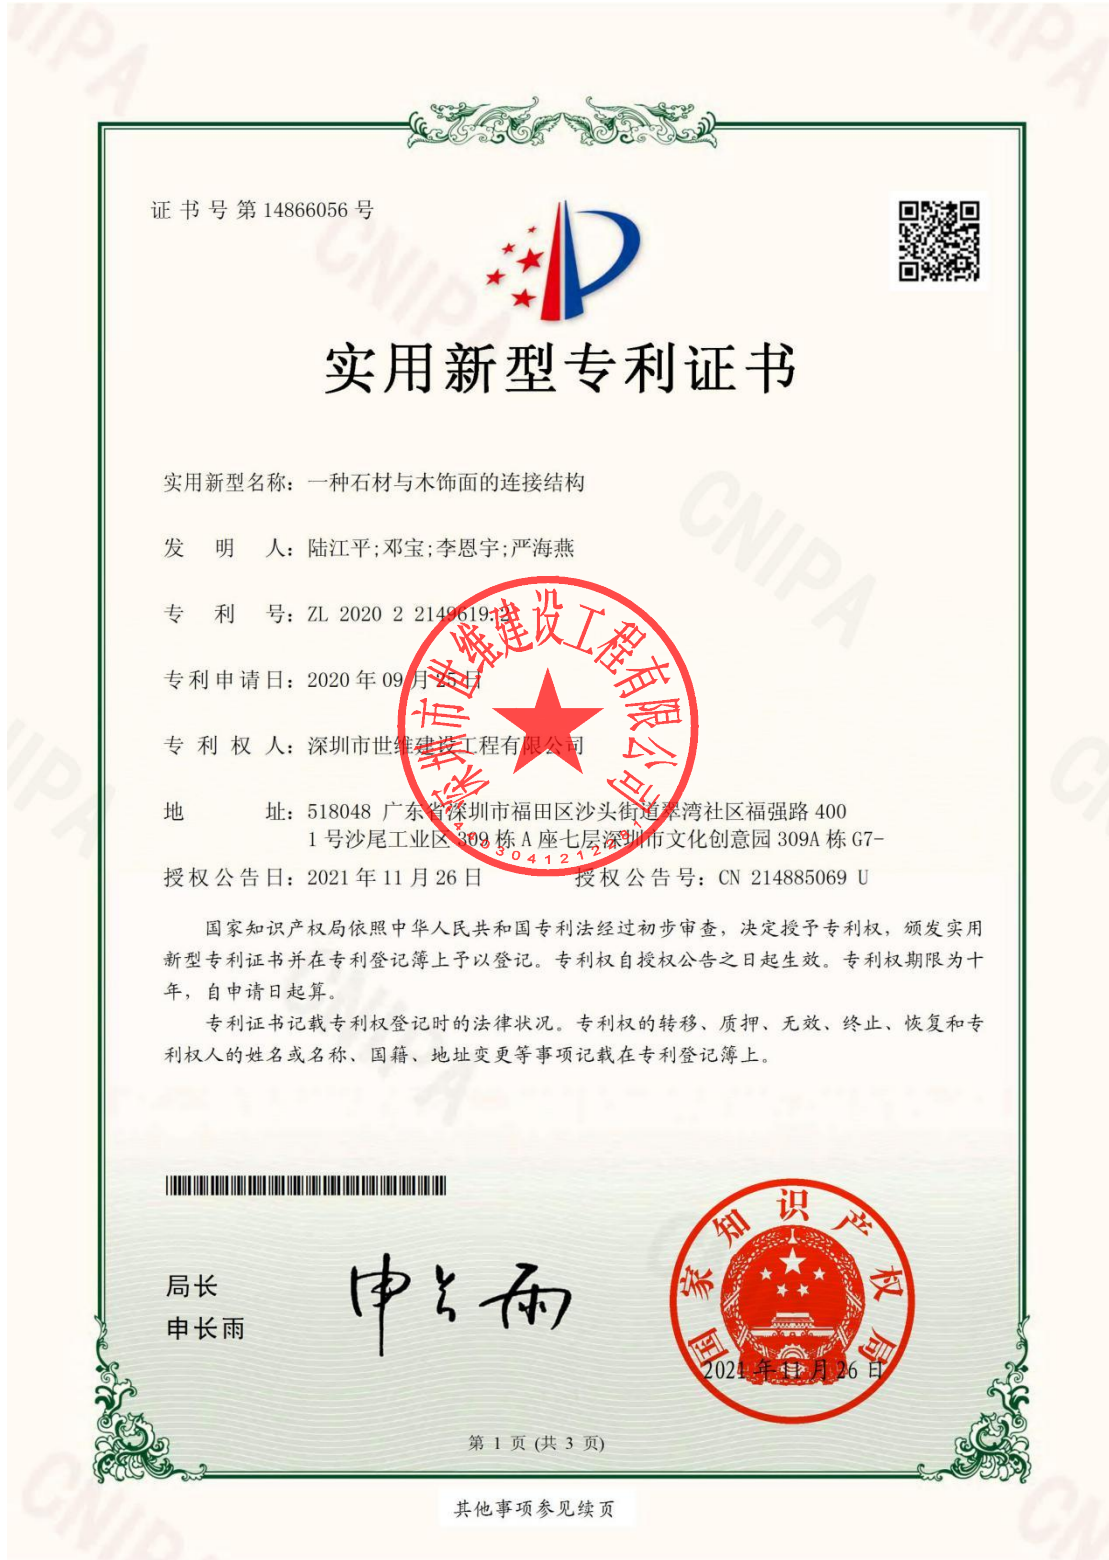 证书号第14866056号
实用新型专利证书
实用新型名称：一种石材与木饰面的连接结构
发明人：陆江平;邓宝;李恩宇;严海燕
专利号：ZL 2020 2 2149619.2
专利申请日：2020年09月25日
专利权人：深圳市世维建设工程有限公司
地址：518048 广东省深圳市福田区沙头街道翠湾社区福强路400
1号沙尾工业区309栋A座七层深圳市文化创意园309A栋G7-
授权公告日：2021年11月26日 授权公告号：CN 214885069 U
深圳市世维建设工程有限公司
国家知识产权局依照中华人民共和国专利法经过初步审查，决定授予专利权，颁发实用
新型专利证书并在专利登记簿上予以登记。专利权自授权公告之日起生效。专利权期限为十
年，自申请日起算。
专利证书记载专利权登记时的法律状况。专利权的转移、质押、无效、终止、恢复和专
利权人的姓名或名称、国籍、地址变更等事项记载在专利登记簿上。
局长
申长雨
申长雨
国家知识产权局
2021年11月26日
第 1 页 (共 3 页)
其他事项参见续页
CNIPA
CNIPA
CNIPA
CNIPA
CNIPA